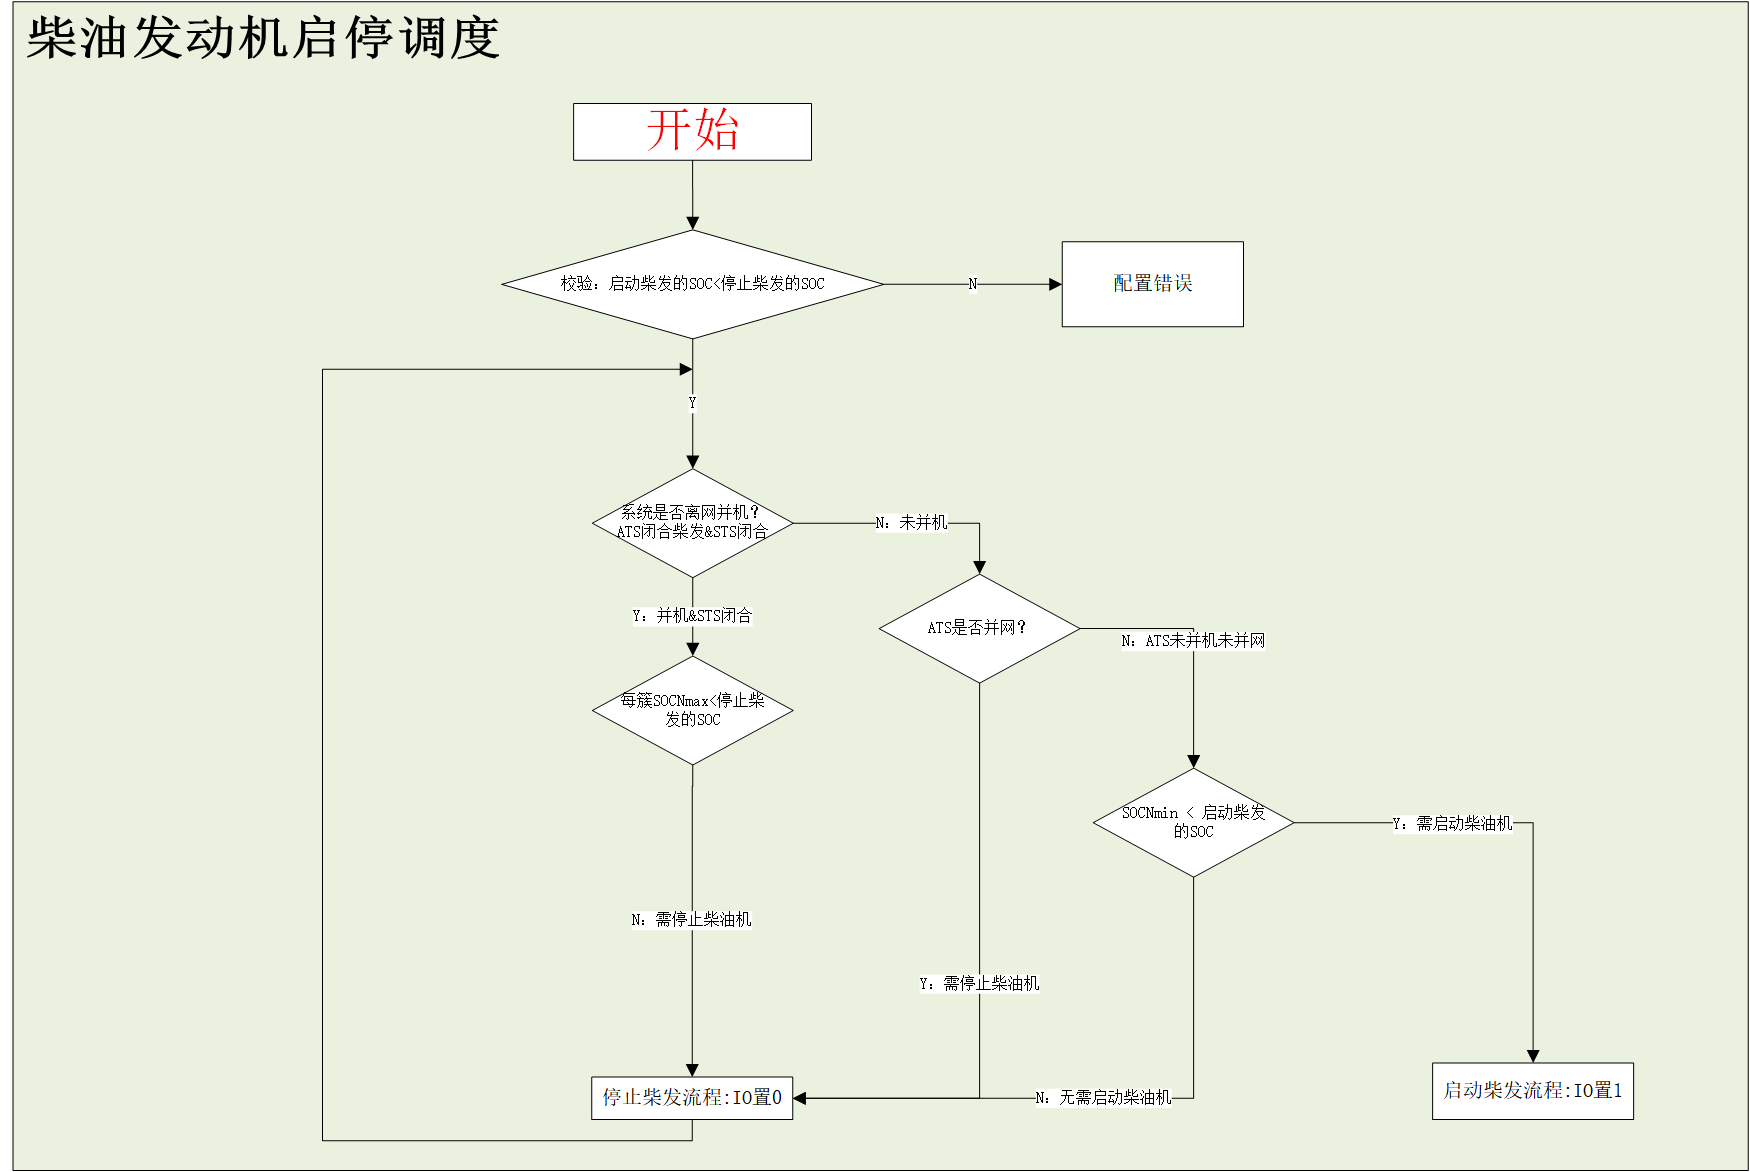 柴油发动机启停调度
开始
校验：启动柴发的SOC<停止柴发的SOC
N
配置错误
Y
系统是否离网并机？
ATS闭合柴发&STS闭合
N：未并机
Y：并机&STS闭合
ATS是否并网？
N：ATS未并机未并网
每簇SOCNmax<停止柴
发的SOC
SOCNmin < 启动柴发
的SOC
Y：需启动柴油机
N：需停止柴油机
Y：需停止柴油机
停止柴发流程:IO置0
N：无需启动柴油机
启动柴发流程:IO置1